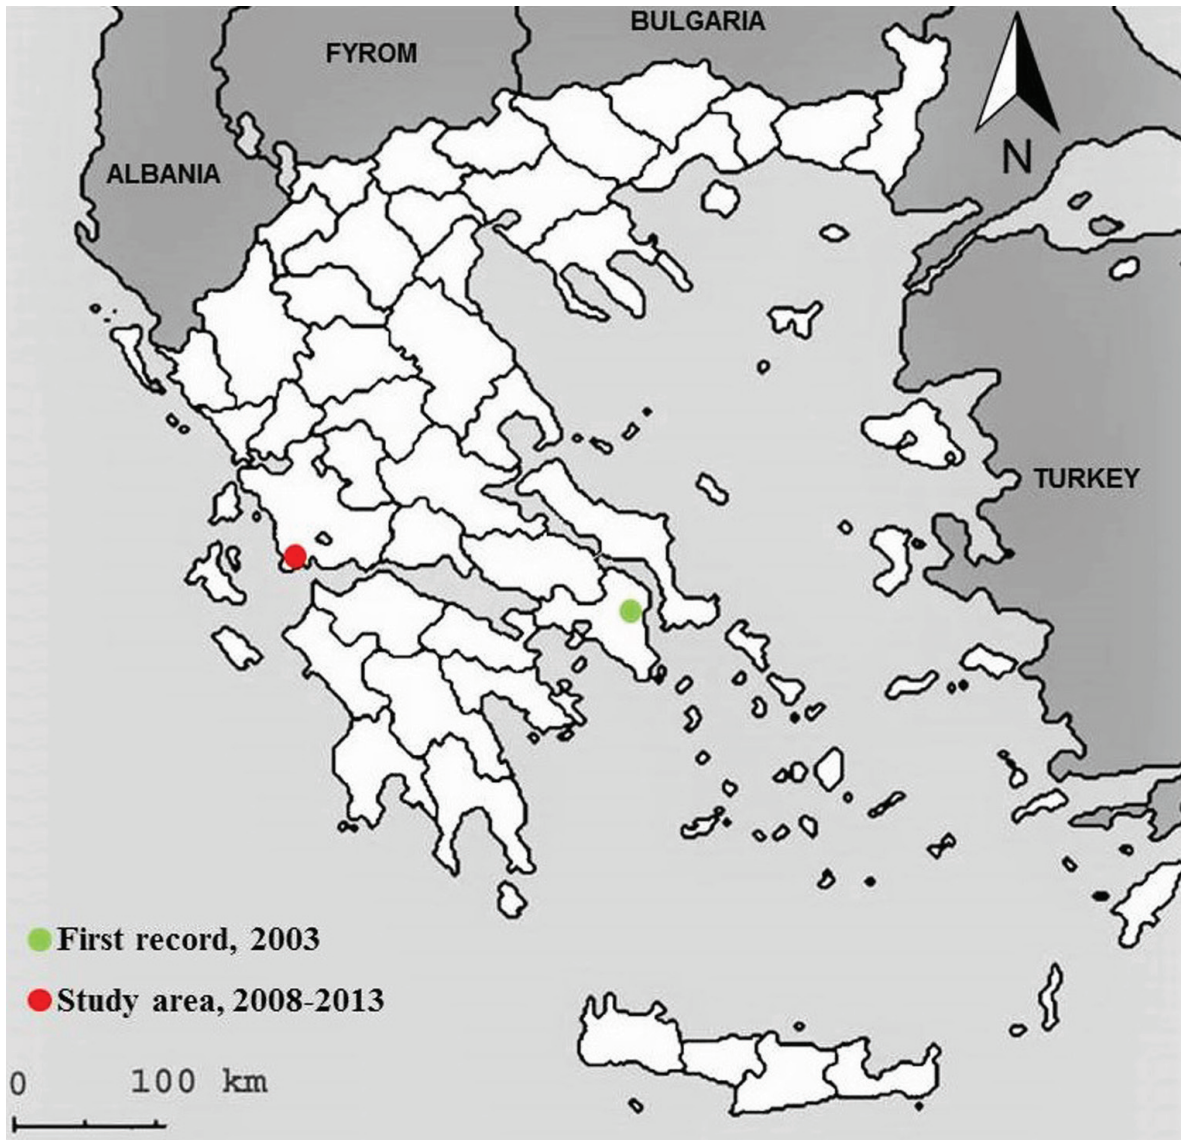 BULGARIA
FYROM
N
ALBANIA
TURKEY
First record, 2003
Study area, 2008-2013
0 100 km